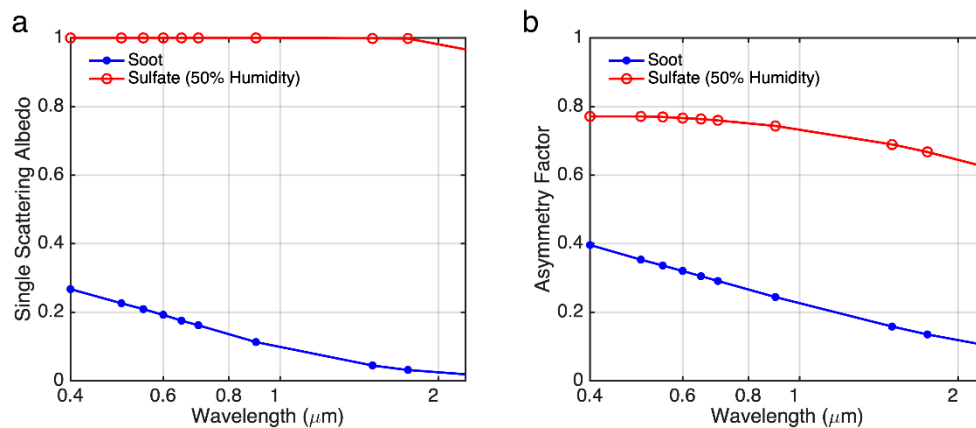 a
1
0.8
0.6
0.4
0.2
0
Single Scattering Albedo
Soot
Sulfate (50% Humidity)
0.4
0.6
0.8
1
2
Wavelength (μm)
b
1
0.8
0.6
0.4
0.2
0
Asymmetry Factor
Soot
Sulfate (50% Humidity)
0.4
0.6
0.8
1
2
Wavelength (μm)